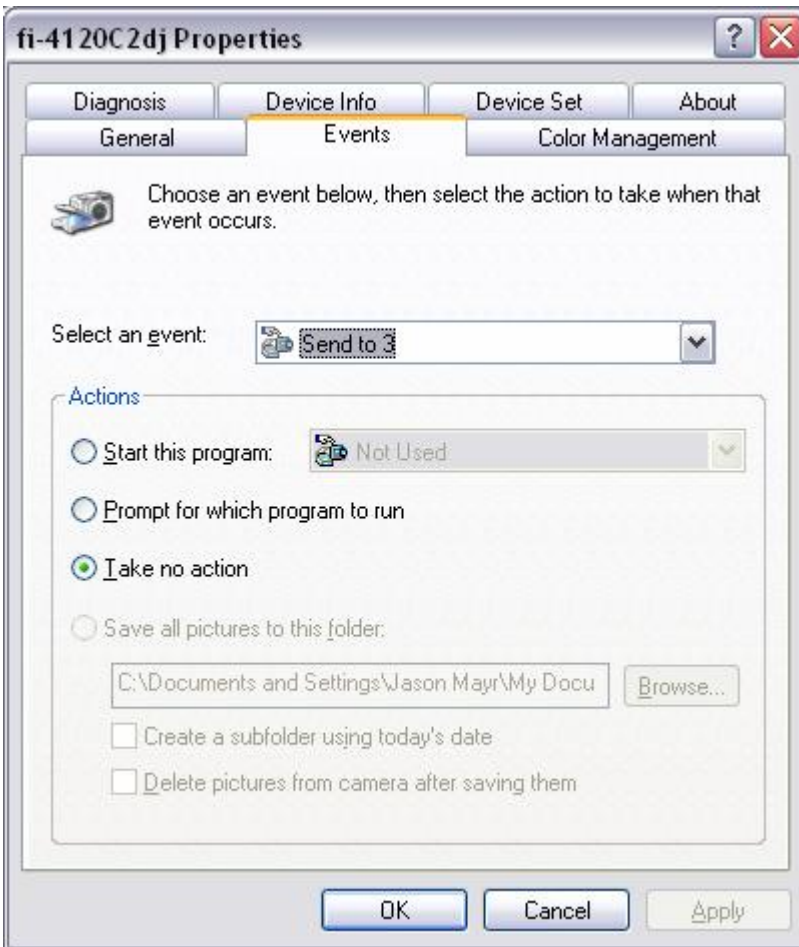 fi-4120C2dj Properties
Diagnosis Device Info Device Set About
General Events Color Management
Choose an event below, then select the action to take when that
event occurs.
Select an event: Send to 3
Actions
Start this program: Not Used
Prompt for which program to run
Take no action
Save all pictures to this folder:
C:\Documents and Settings\Jason Mayr\My Docu Browse...
Create a subfolder using today's date
Delete pictures from camera after saving them
OK Cancel Apply